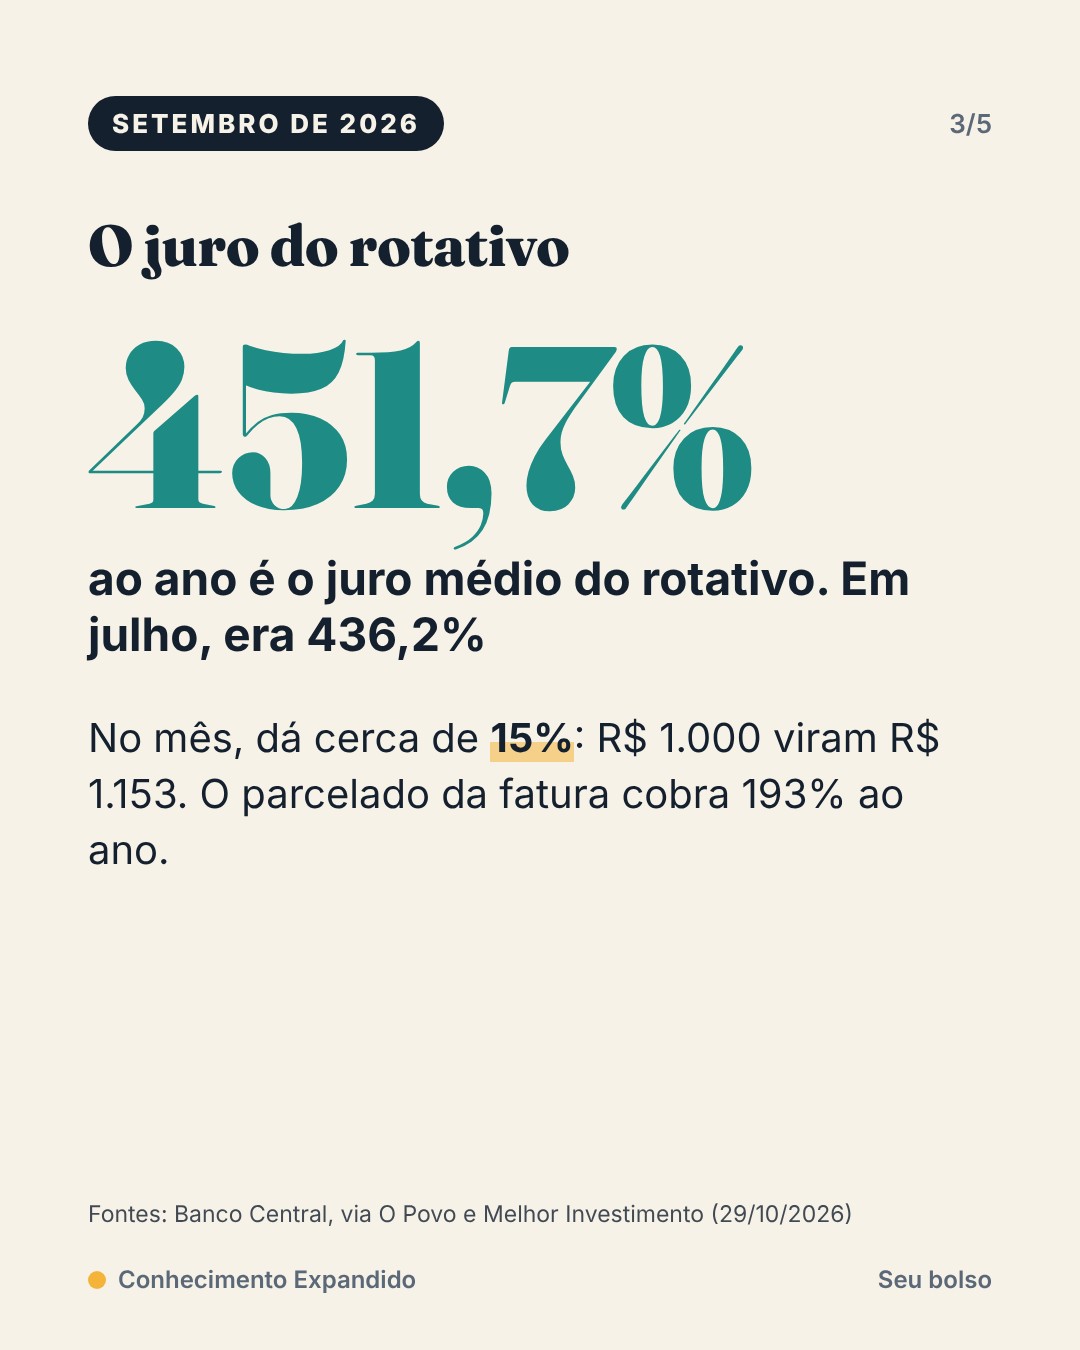 SETEMBRO DE 2026
3/5
O juro do rotativo
451,7%
ao ano é o juro médio do rotativo. Em
julho, era 436,2%
No mês, dá cerca de 15%: R$ 1.000 viram R$
1.153. O parcelado da fatura cobra 193% ao
ano.
Fontes: Banco Central, via O Povo e Melhor Investimento (29/10/2026)
Conhecimento Expandido
Seu bolso